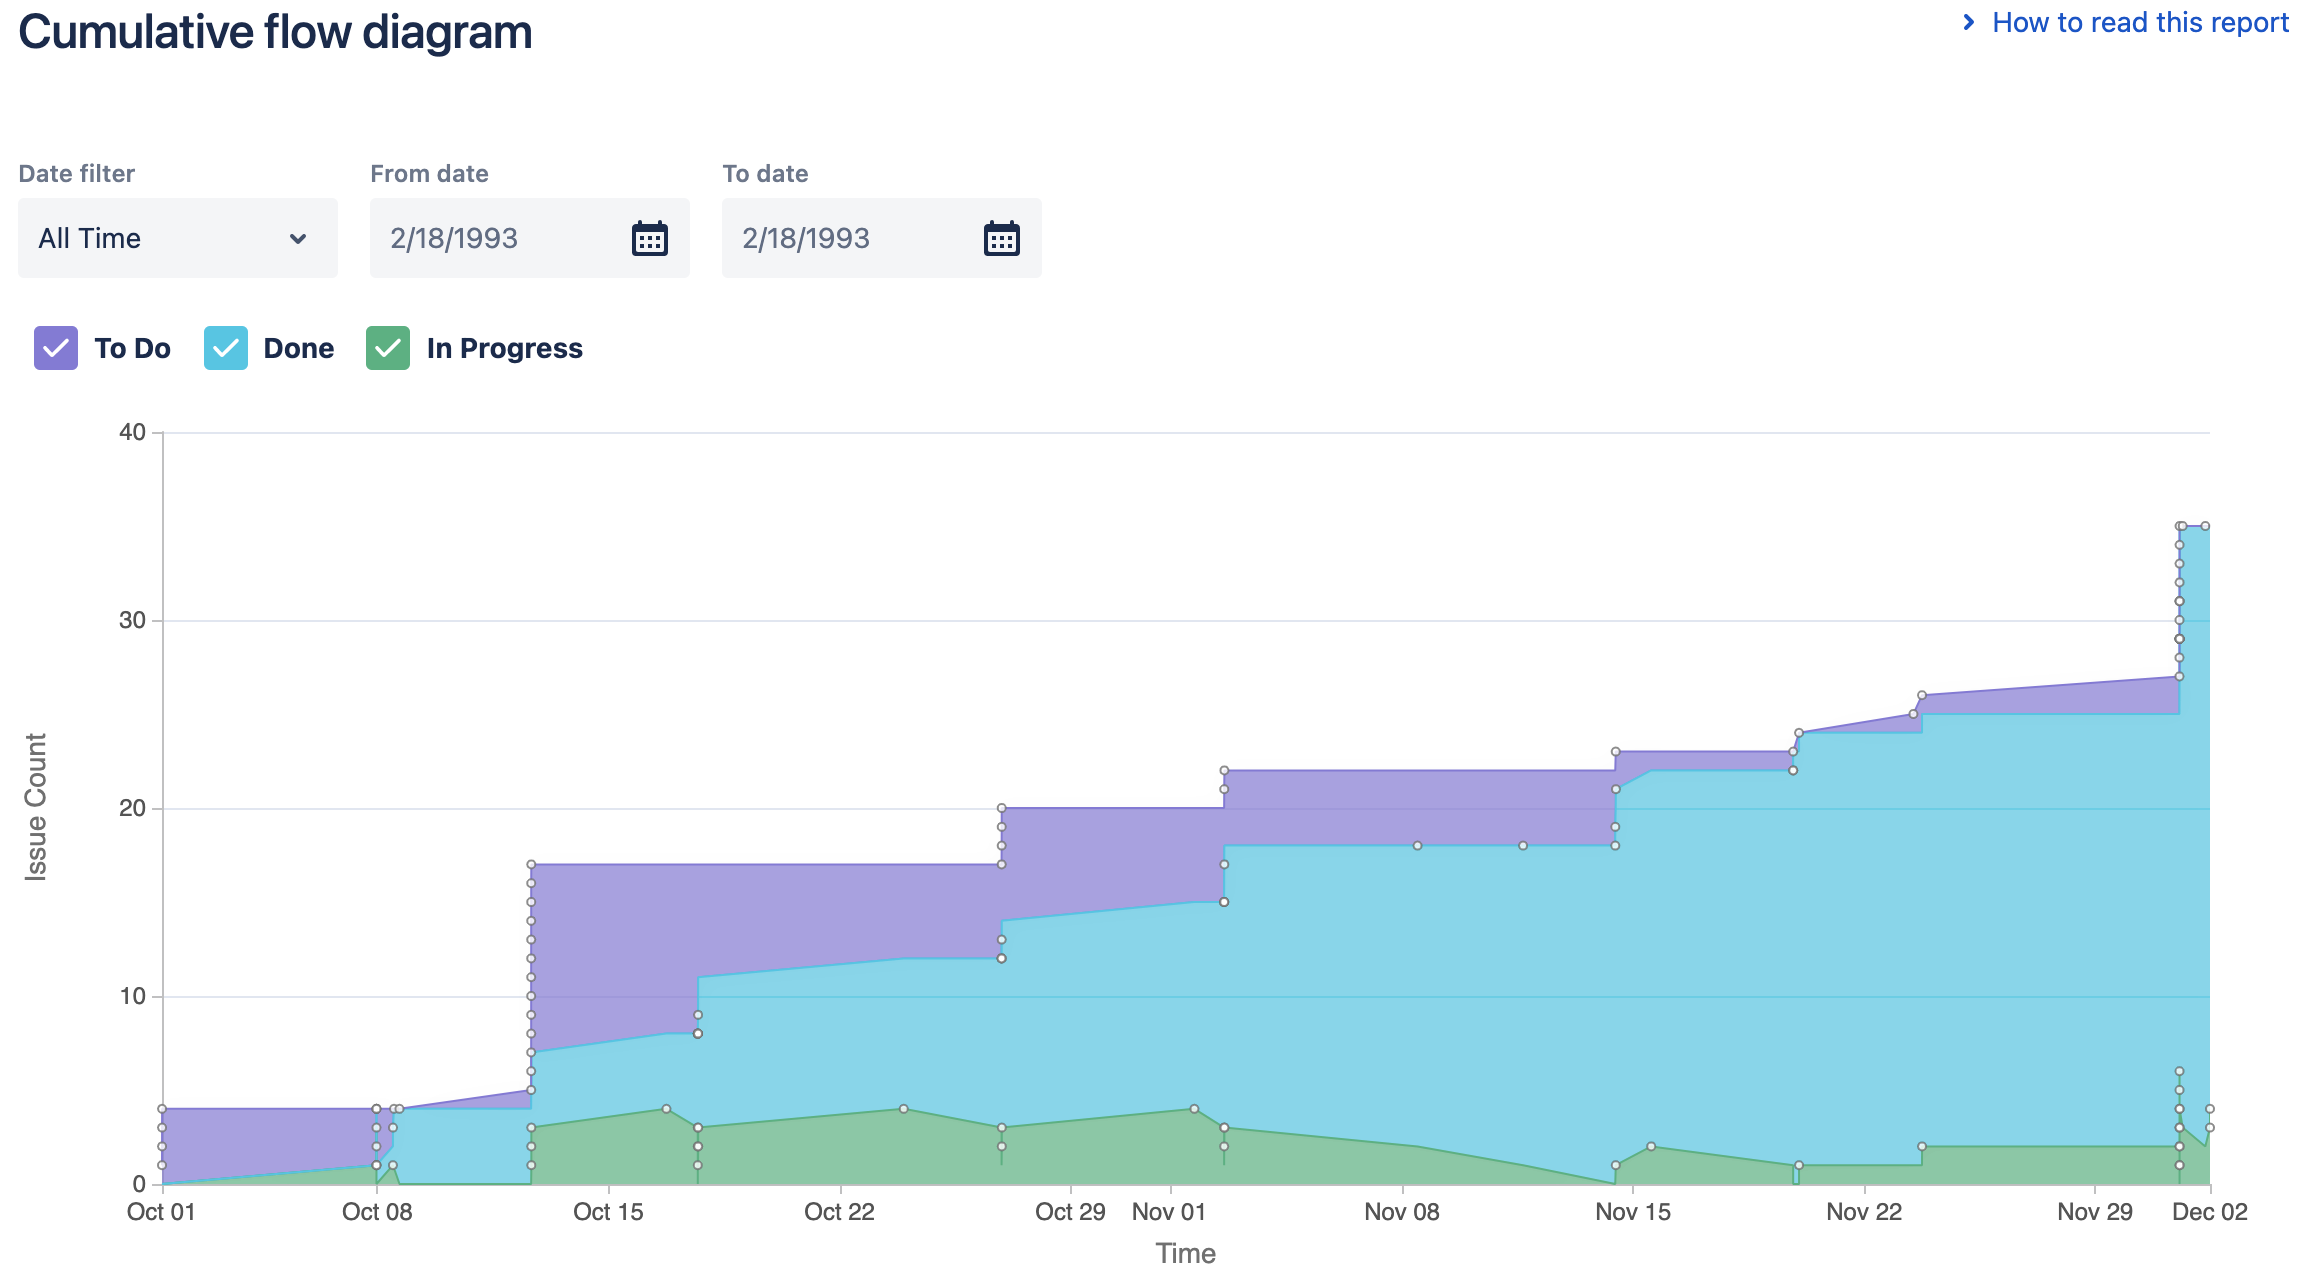 Cumulative flow diagram
How to read this report
Date filter
From date
To date
All Time
2/18/1993
2/18/1993
To Do
Done
In Progress
40
30
20
10
0
Issue Count
Oct 01
Oct 08
Oct 15
Oct 22
Oct 29
Nov 01
Nov 08
Nov 15
Nov 22
Nov 29
Dec 02
Time